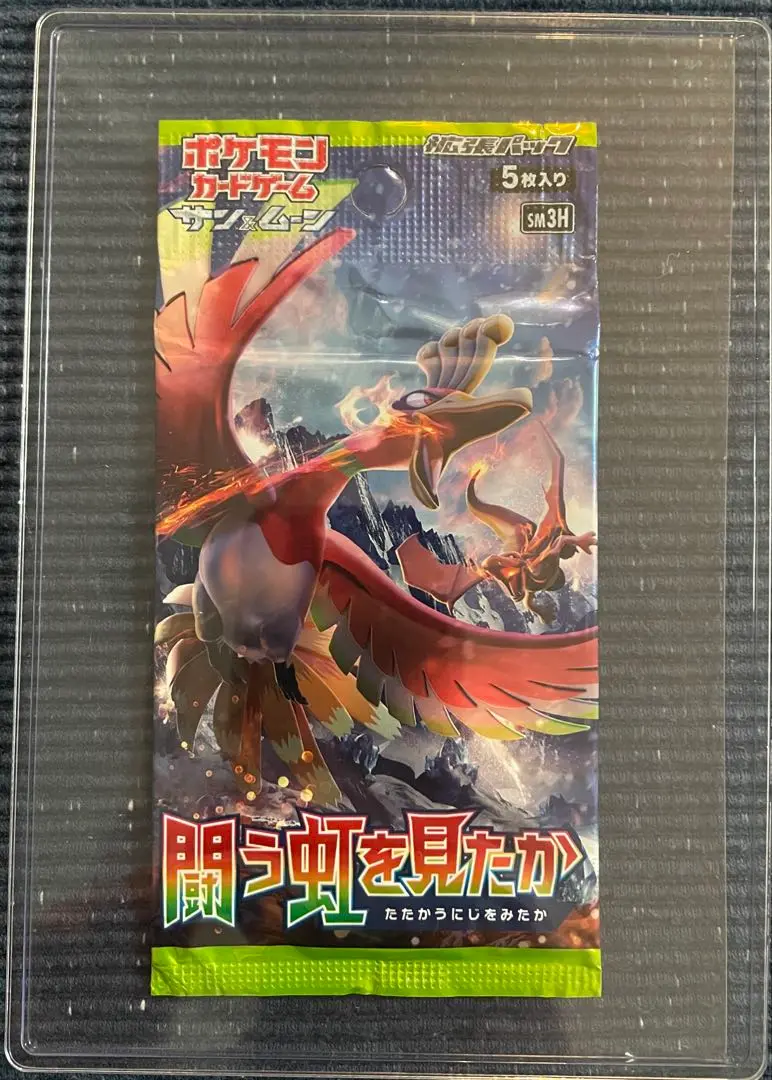 ポケモン
カードゲーム
サン&ムーン
拡張パック
5枚入り
SM3H
闘う虹を見たか
たたかうにじをみたか